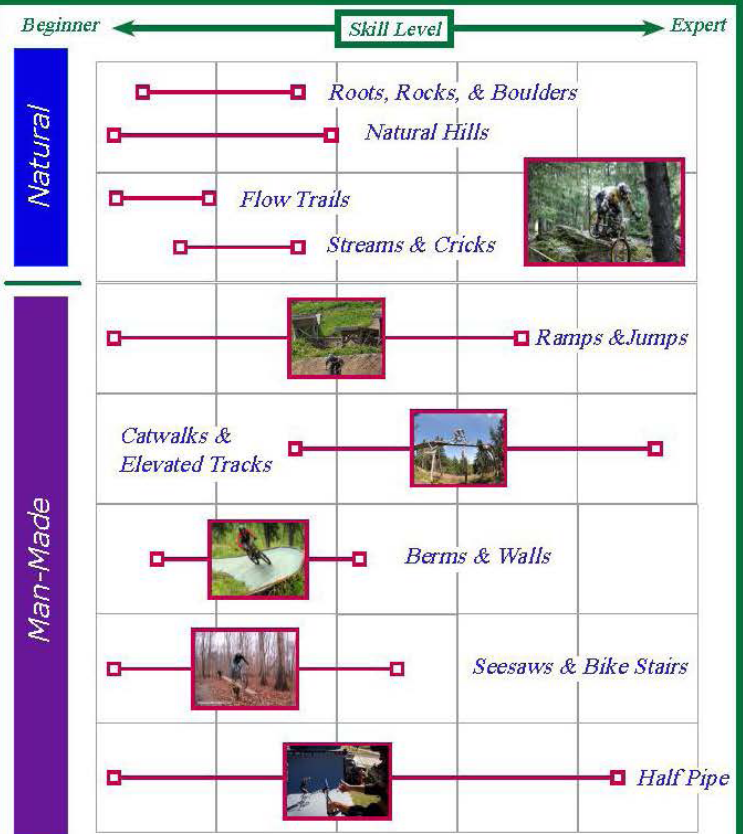 Beginner
Skill Level
Expert
Natural
Roots, Rocks, & Boulders
Natural Hills
Flow Trails
Streams & Cricks
Man-Made
Ramps &Jumps
Catwalks &
Elevated Tracks
Berms & Walls
Seesaws & Bike Stairs
Half Pipe